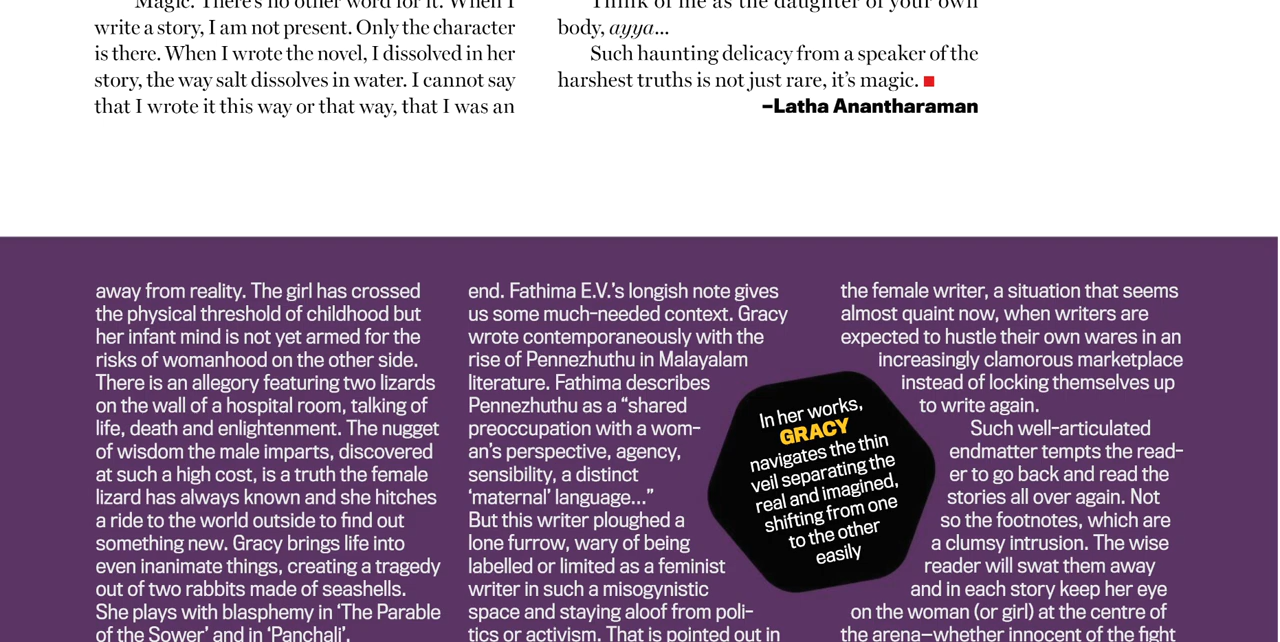 Magic. There's no other word for it. When I
write a story, I am not present. Only the character
is there. When I wrote the novel, I dissolved in her
story, the way salt dissolves in water. I cannot say
that I wrote it this way or that way, that I was an
Think of me as the daughter of your own
body, ayya...
Such haunting delicacy from a speaker of the
harshest truths is not just rare, it's magic.
–Latha Anantharaman
away from reality. The girl has crossed
the physical threshold of childhood but
her infant mind is not yet armed for the
risks of womanhood on the other side.
There is an allegory featuring two lizards
on the wall of a hospital room, talking of
life, death and enlightenment. The nugget
of wisdom the male imparts, discovered
at such a high cost, is a truth the female
lizard has always known and she hitches
a ride to the world outside to find out
something new. Gracy brings life into
even inanimate things, creating a tragedy
out of two rabbits made of seashells.
She plays with blasphemy in 'The Parable
of the Sower' and in 'Panchali'.
end. Fathima E.V.'s longish note gives
us some much-needed context. Gracy
wrote contemporaneously with the
rise of Pennezhuthu in Malayalam
literature. Fathima describes
Pennezhuthu as a “shared
preoccupation with a wom-
an's perspective, agency,
sensibility, a distinct
'maternal' language...”
But this writer ploughed a
lone furrow, wary of being
labelled or limited as a feminist
writer in such a misogynistic
space and staying aloof from poli-
tics or activism. That is pointed out in
In her works,
GRACY
navigates the thin
veil separating the
real and imagined,
shifting from one
to the other
easily
the female writer, a situation that seems
almost quaint now, when writers are
expected to hustle their own wares in an
increasingly clamorous marketplace
instead of locking themselves up
to write again.
Such well-articulated
endmatter tempts the read-
er to go back and read the
stories all over again. Not
so the footnotes, which are
a clumsy intrusion. The wise
reader will swat them away
and in each story keep her eye
on the woman (or girl) at the centre of
the arena—whether innocent of the fight